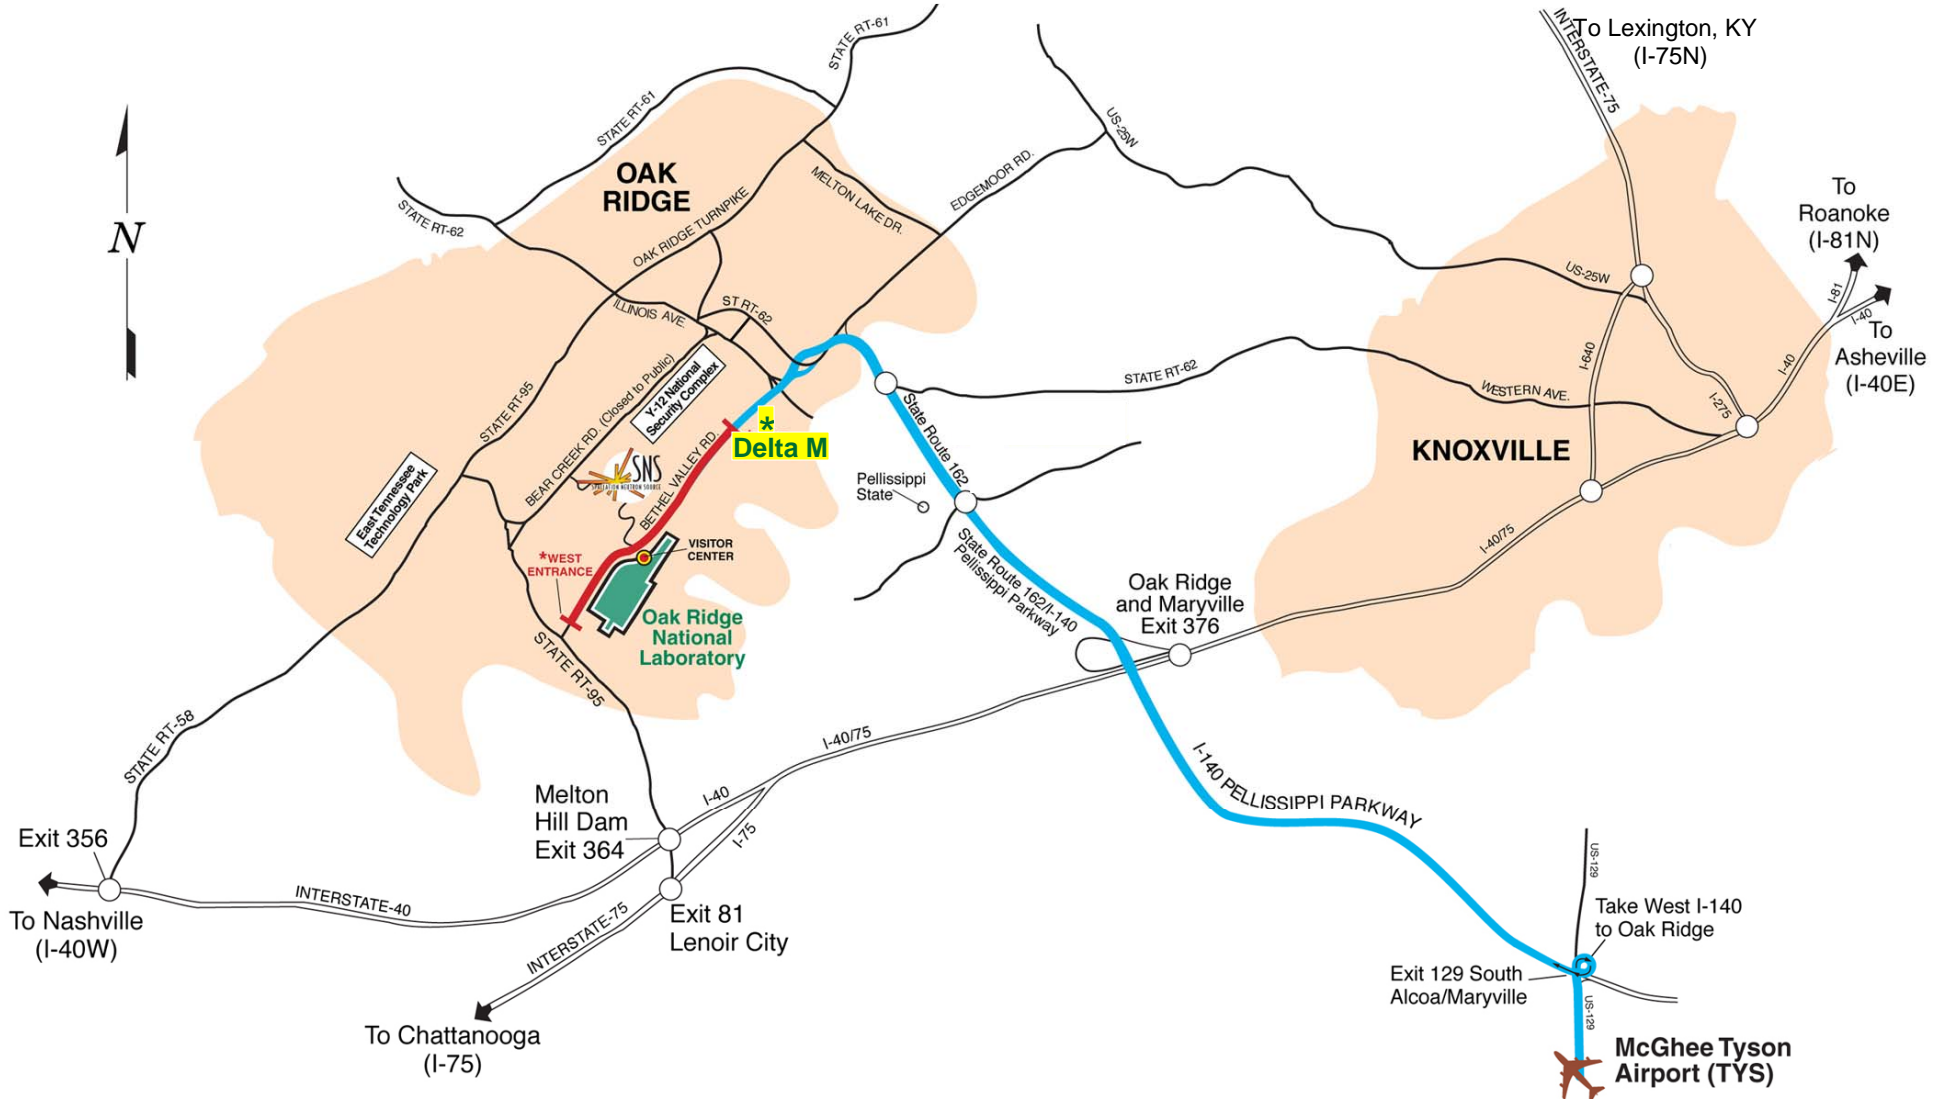 To Lexington, KY
(I-75N)
INTERSTATE-75
STATE RT-61
STATE RT-61
US-25W
OAK
RIDGE
MELTON LAKE DR.
EDGEMOOR RD.
To
Roanoke
(I-81N)
STATE RT-62
OAK RIDGE TURNPIKE
N
US-25W
I-81
I-40
To
Asheville
(I-40E)
ILLINOIS AVE.
ST RT-62
I-640
I-40
STATE RT-62
WESTERN AVE.
I-275
BEAR CREEK RD. (Closed to Public)
Y-12 National
Security Complex
STATE RT-95
*
Delta M
State Route 162
KNOXVILLE
SNS
SPALLATION NEUTRON SOURCE
BETHEL VALLEY RD.
Pellissippi
State
East Tennessee
Technology Park
VISITOR
CENTER
*WEST
ENTRANCE
State Route 162/I-140
Pellissippi Parkway
I-40/75
Oak Ridge
and Maryville
Exit 376
Oak Ridge
National
Laboratory
STATE RT-95
STATE RT-58
I-40/75
I-140 PELLISSIPPI PARKWAY
Melton
Hill Dam
Exit 364
I-40
I-75
Exit 356
INTERSTATE-40
To Nashville
(I-40W)
US-129
Take West I-140
to Oak Ridge
Exit 81
Lenoir City
INTERSTATE-75
Exit 129 South
Alcoa/Maryville
US-129
To Chattanooga
(I-75)
McGhee Tyson
Airport (TYS)